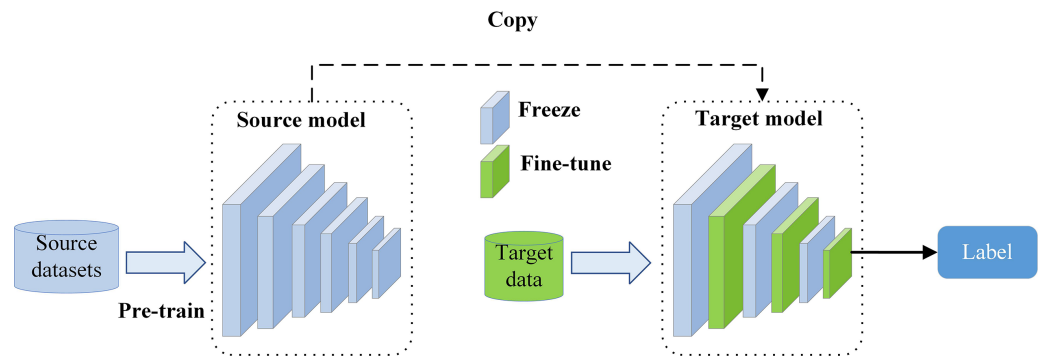 Copy
Source model
Freeze
Fine-tune
Target model
Source
datasets
Pre-train
Target
data
Label